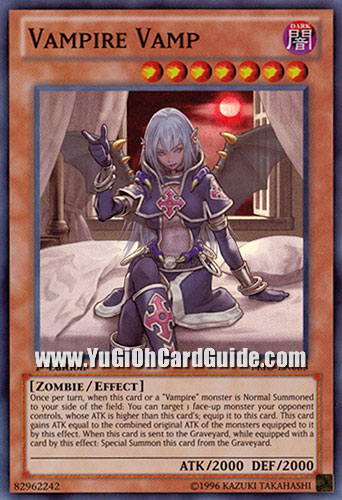 VAMPIRE VAMP
DARK
闇
www.YuGiOhCardGuide.com
[ZOMBIE / EFFECT]
Once per turn, when this card or a "Vampire" monster is Normal Summoned
to your side of the field: You can target 1 face-up monster your opponent
controls, whose ATK is higher than this card's; equip it to this card. This card
gains ATK equal to the combined original ATK of the monsters equipped to it
by this effect. When this card is sent to the Graveyard, while equipped with a
card by this effect: Special Summon this card from the Graveyard.
ATK/2000 DEF/2000
82962242
©1996 KAZUKI TAKAHASHI